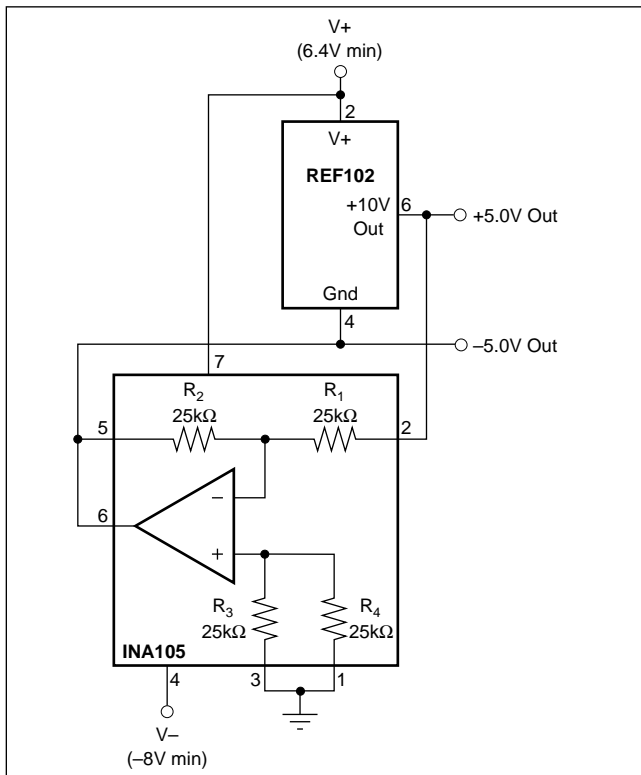 V+
(6.4V min)
2
V+
REF102
+10V
Out
6
+5.0V Out
Gnd
4
–5.0V Out
7
R2
25kΩ
R1
25kΩ
5
2
–
6
+
R3
25kΩ
R4
25kΩ
INA105
4
3
1
V–
(–8V min)